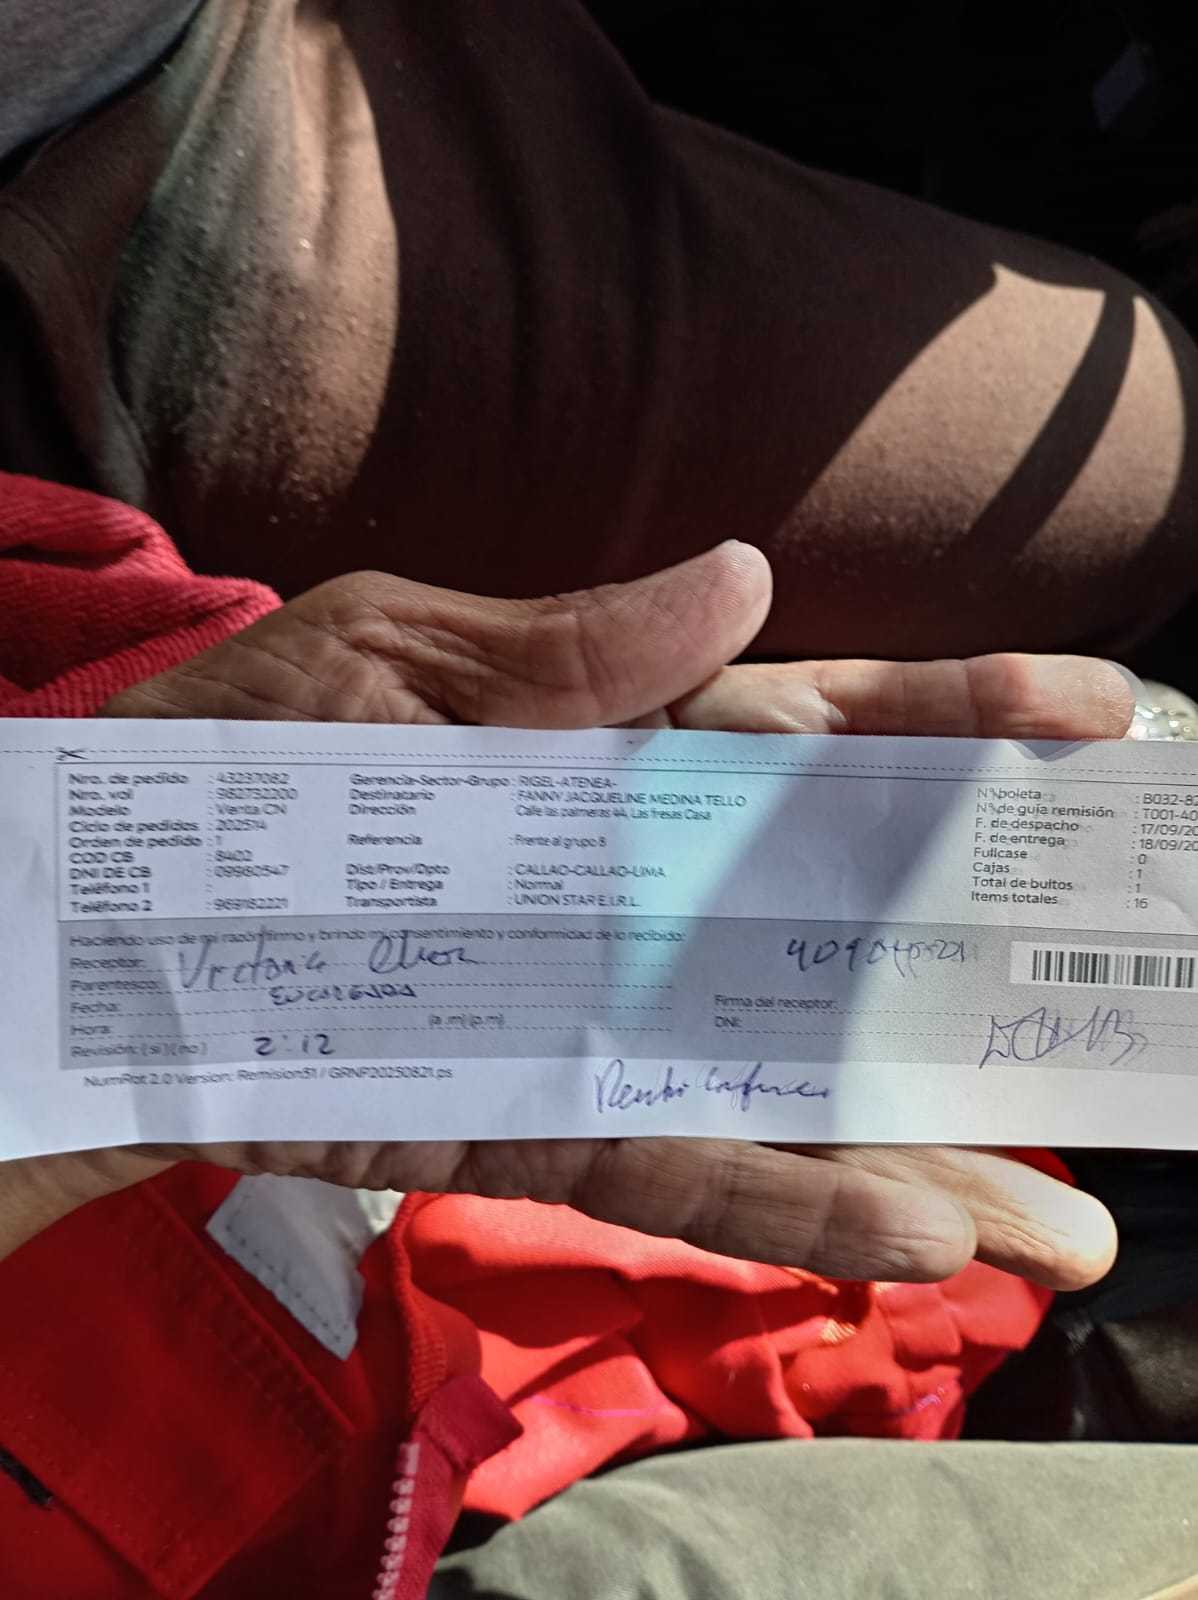 Nro. de pedido : 43237062
Nro. vol : 982732200
Modelo : Venta CN
Ciclo de pedidos : 202514
Orden de pedido : 1
COD CB : 8402
DNI DE CB : 09980547
Teléfono 1 :
Teléfono 2 : 969182221
Gerencia-Sector-Grupo : RIGEL-ATENEA-
Destinatario : FANNY JACQUELINE MEDINA TELLO
Dirección Calle las palmeras 44, Las fresas Casa
Referencia : Frente al grupo 8
Dist/Prov/Dpto : CALLAO-CALLAO-LIMA
Tipo / Entrega : Normal
Transportista : UNION STAR E.I.R.L.
N° boleta : B032-82
N° de guía remisión : T001-40
F. de despacho : 17/09/20
F. de entrega : 18/09/20
Fullcase : 0
Cajas : 1
Total de bultos : 1
Items totales : 16
Haciendo uso de mi razón firmo y brindo mi consentimiento y conformidad de lo recibido:
Receptor:
Parentesco:
Fecha:
Hora: (a.m) (p.m)
Revisión: ( si ) ( no ) 2:12
Firma del receptor:
DNI:
NumRot 2.0 Version: Remision51 / GRNF20250821.ps